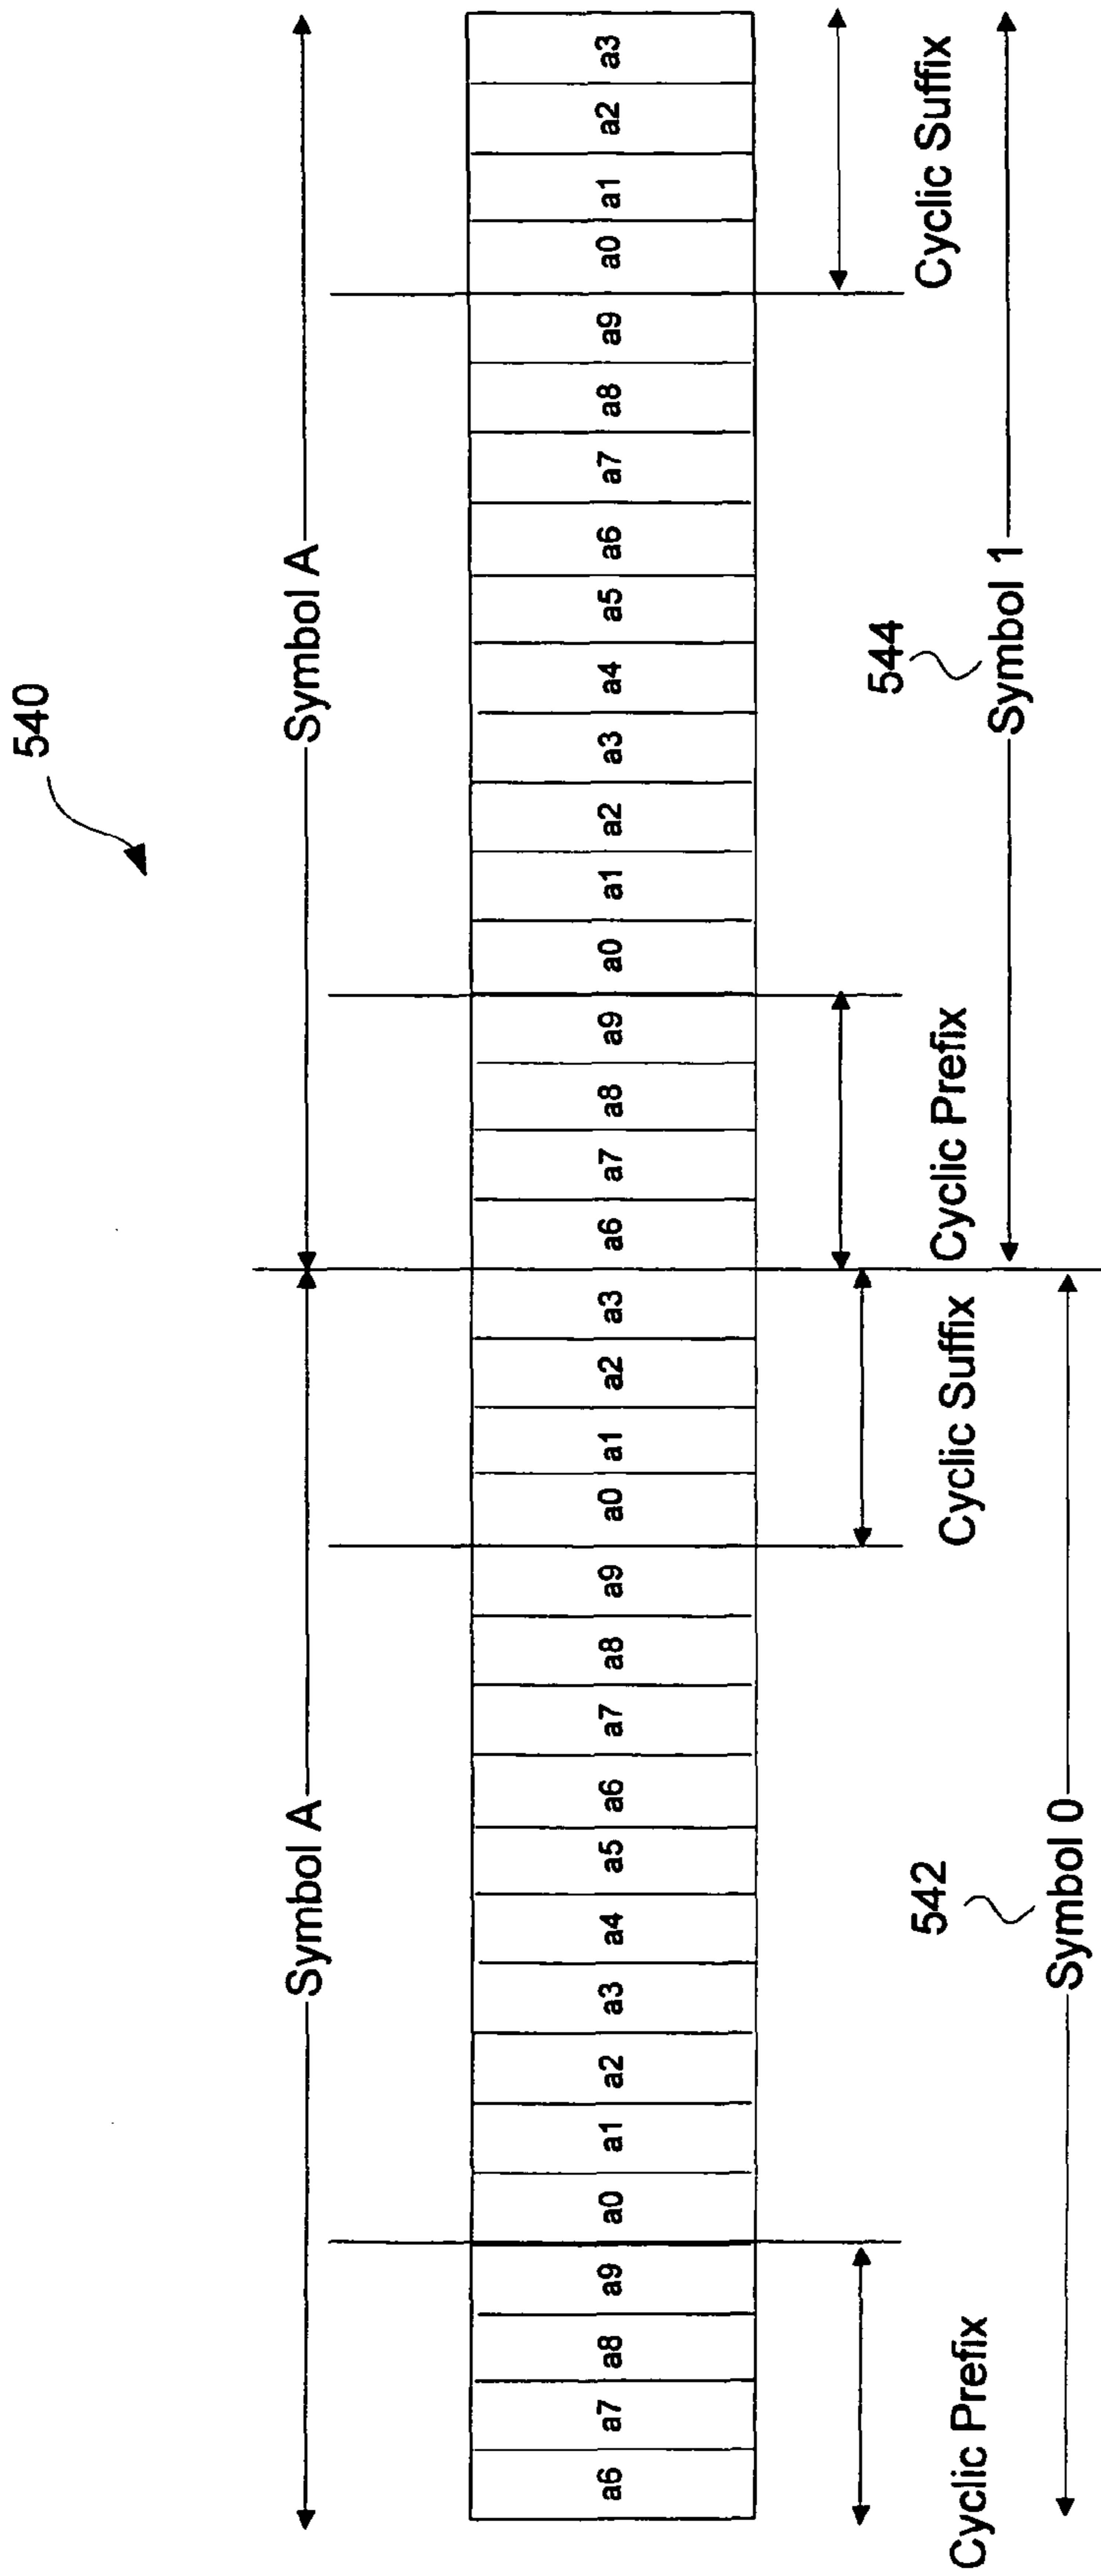 540
Symbol A
Symbol A
a6 a7 a8 a9 a0 a1 a2 a3 a4 a5 a6 a7 a8 a9 a0 a1 a2 a3 a6 a7 a8 a9 a0 a1 a2 a3 a4 a5 a6 a7 a8 a9 a0 a1 a2 a3
Cyclic Prefix
Cyclic Suffix
Cyclic Prefix
Cyclic Suffix
542
Symbol 0
544
Symbol 1